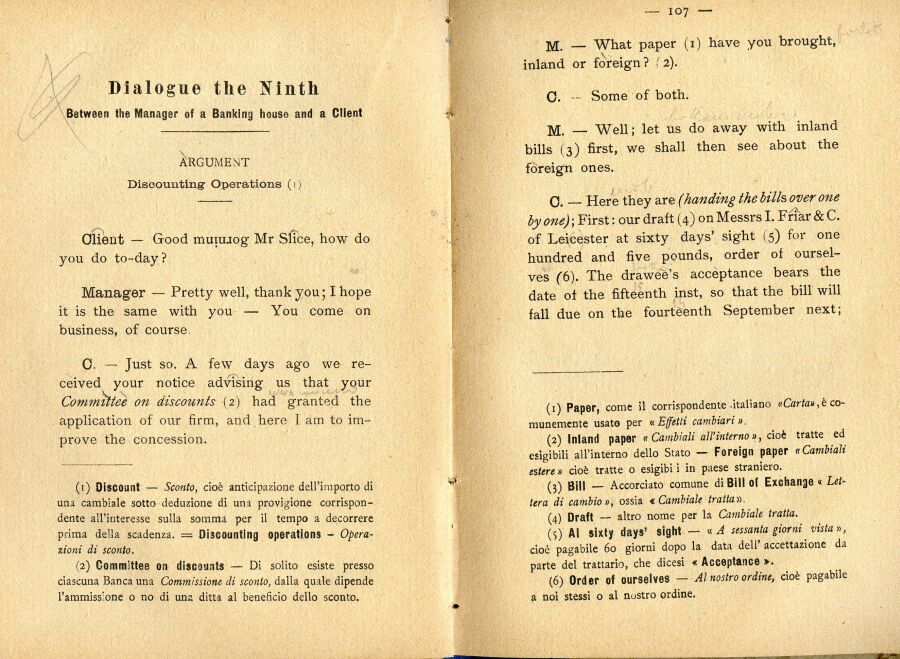 Dialogue the Ninth
Between the Manager of a Banking house and a Client
ARGUMENT
Discounting Operations (1)
Client — Good morning Mr Slice, how do
you do to-day?
Manager — Pretty well, thank you; I hope
it is the same with you — You come on
business, of course
C. — Just so. A few days ago we re-
ceived your notice advising us that your
Committee on discounts (2) had granted the
application of our firm, and here I am to im-
prove the concession.
(1) Discount — Sconto, cioè anticipazione dell'importo di
una cambiale sotto deduzione di una provigione corrispon-
dente all'interesse sulla somma per il tempo a decorrere
prima della scadenza. = Discounting operations – Opera-
zioni di sconto.
(2) Committee on discounts — Di solito esiste presso
ciascuna Banca una Commissione di sconto, dalla quale dipende
l'ammissione o no di una ditta al beneficio dello sconto.
— 107 —
M. — What paper (1) have you brought,
inland or foreign? (2).
C. — Some of both.
M. — Well; let us do away with inland
bills (3) first, we shall then see about the
foreign ones.
C. — Here they are (handing the bills over one
by one); First: our draft (4) on Messrs I. Friar & C.
of Leicester at sixty days' sight (5) for one
hundred and five pounds, order of oursel-
ves (6). The drawee's acceptance bears the
date of the fifteenth inst, so that the bill will
fall due on the fourteenth September next;
(1) Paper, come il corrispondente italiano «Carta», è co-
munemente usato per «Effetti cambiari».
(2) Inland paper «Cambiali all'interno», cioè tratte ed
esigibili all'interno dello Stato — Foreign paper «Cambiali
estere» cioè tratte o esigibi i in paese straniero.
(3) Bill — Accorciato comune di Bill of Exchange «Let-
tera di cambio», ossia «Cambiale tratta».
(4) Draft — altro nome per la Cambiale tratta.
(5) At sixty days' sight — «A sessanta giorni vista»,
cioè pagabile 60 giorni dopo la data dell' accettazione da
parte del trattario, che dicesi «Acceptance».
(6) Order of ourselves — Al nostro ordine, cioè pagabile
a noi stessi o al nostro ordine.